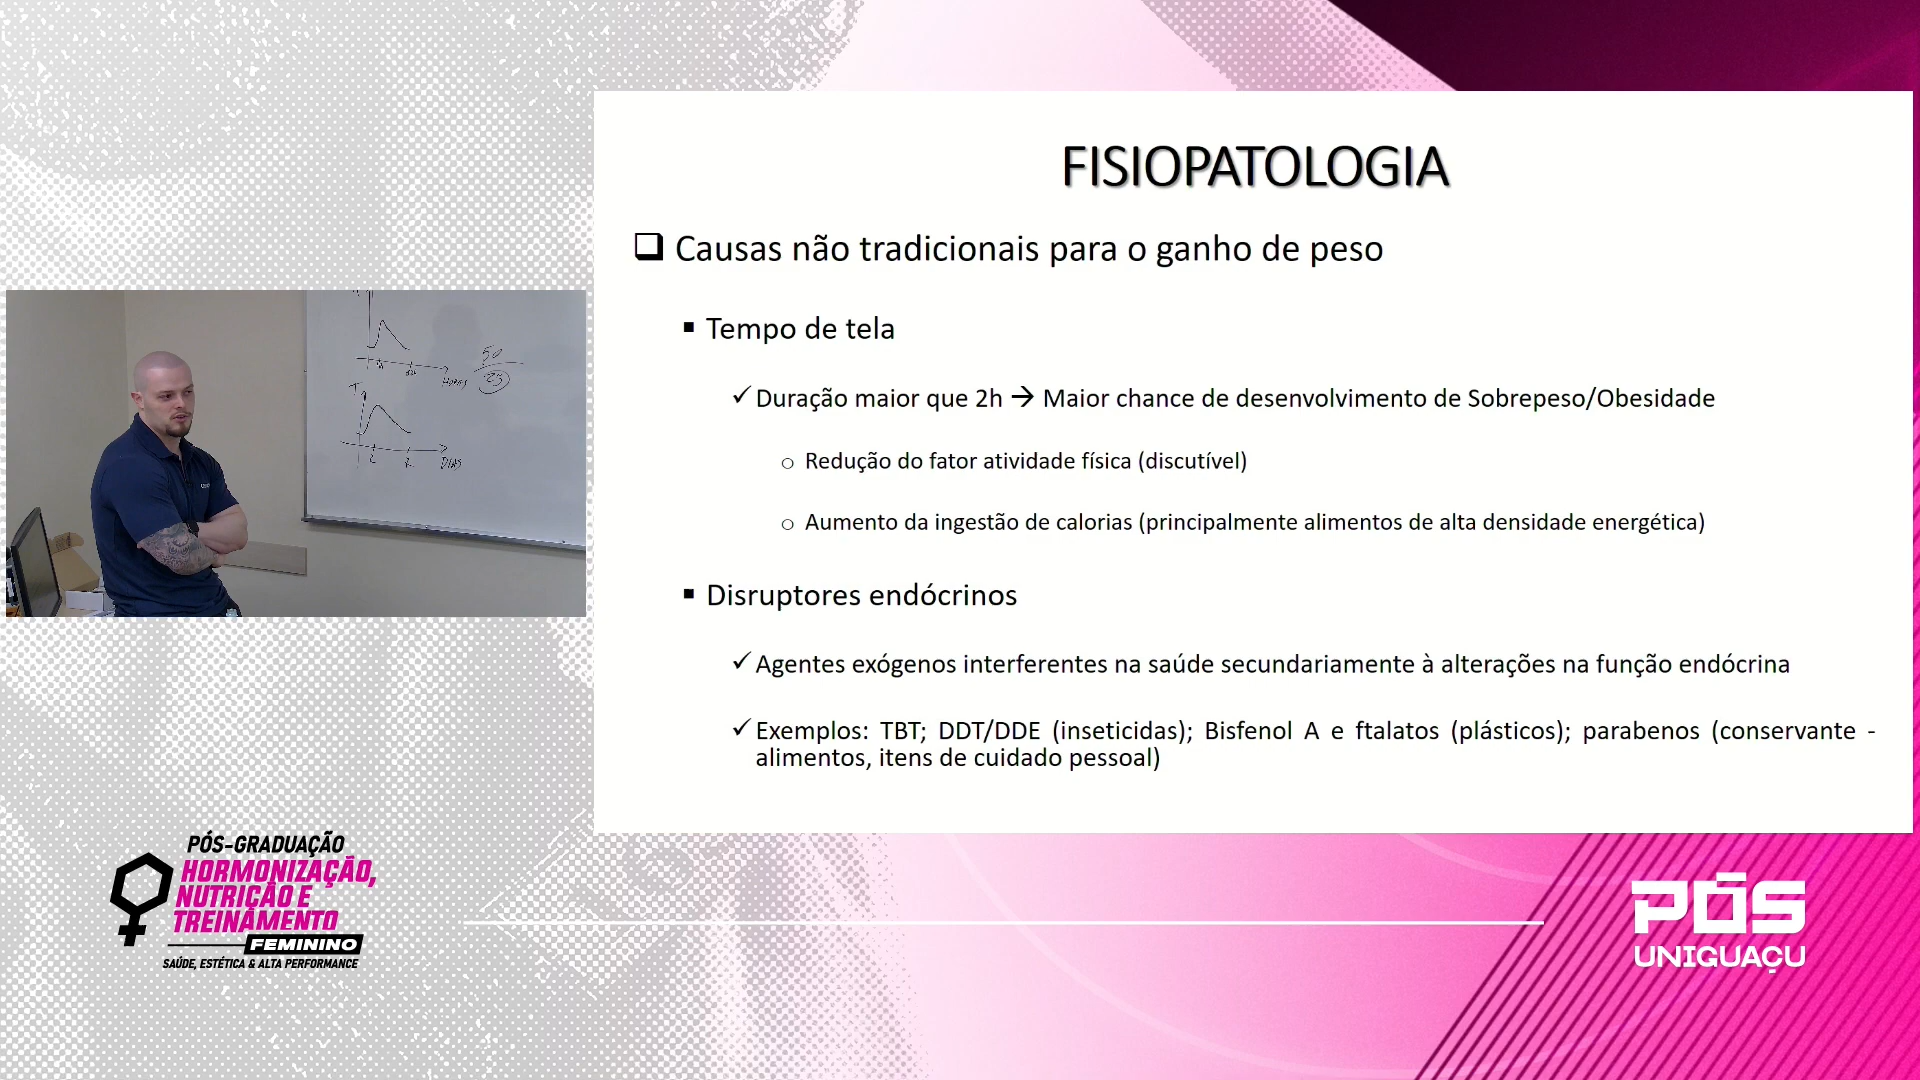 FISIOPATOLOGIA
Causas não tradicionais para o ganho de peso
Tempo de tela
Duração maior que 2h → Maior chance de desenvolvimento de Sobrepeso/Obesidade
Redução do fator atividade física (discutível)
Aumento da ingestão de calorias (principalmente alimentos de alta densidade energética)
Disruptores endócrinos
Agentes exógenos interferentes na saúde secundariamente à alterações na função endócrina
Exemplos: TBT; DDT/DDE (inseticidas); Bisfenol A e ftalatos (plásticos); parabenos (conservante -
alimentos, itens de cuidado pessoal)
50
25
HORAS
DIAS
PÓS-GRADUAÇÃO
HORMONIZAÇÃO,
NUTRIÇÃO E
TREINAMENTO
FEMININO
SAÚDE, ESTÉTICA & ALTA PERFORMANCE
PÓS
UNIGUAÇU